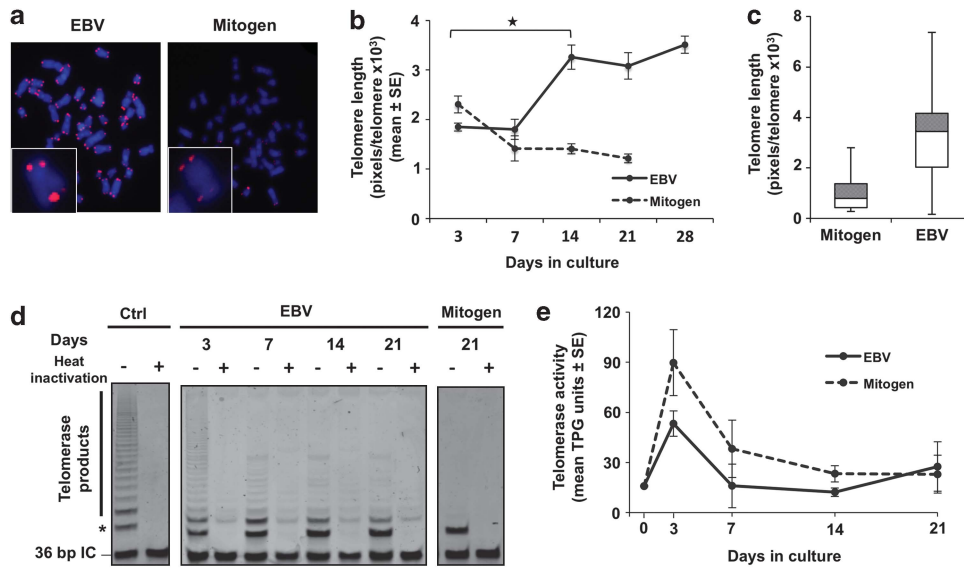 a
EBV
Mitogen
b
Telomere length
(pixels/telomere x10³)
(mean ± SE)
4
3
2
1
0
★
EBV
Mitogen
3 7 14 21 28
Days in culture
c
Telomere length
(pixels/telomere x10³)
8
6
4
2
0
Mitogen EBV
d
Ctrl EBV Mitogen
Days 3 7 14 21 21
Heat
inactivation
- + - + - + - + - + - +
Telomerase
products
*
36 bp IC
e
Telomerase activity
(mean TPG units ± SE)
120
90
60
30
0
EBV
Mitogen
0 3 7 14 21
Days in culture